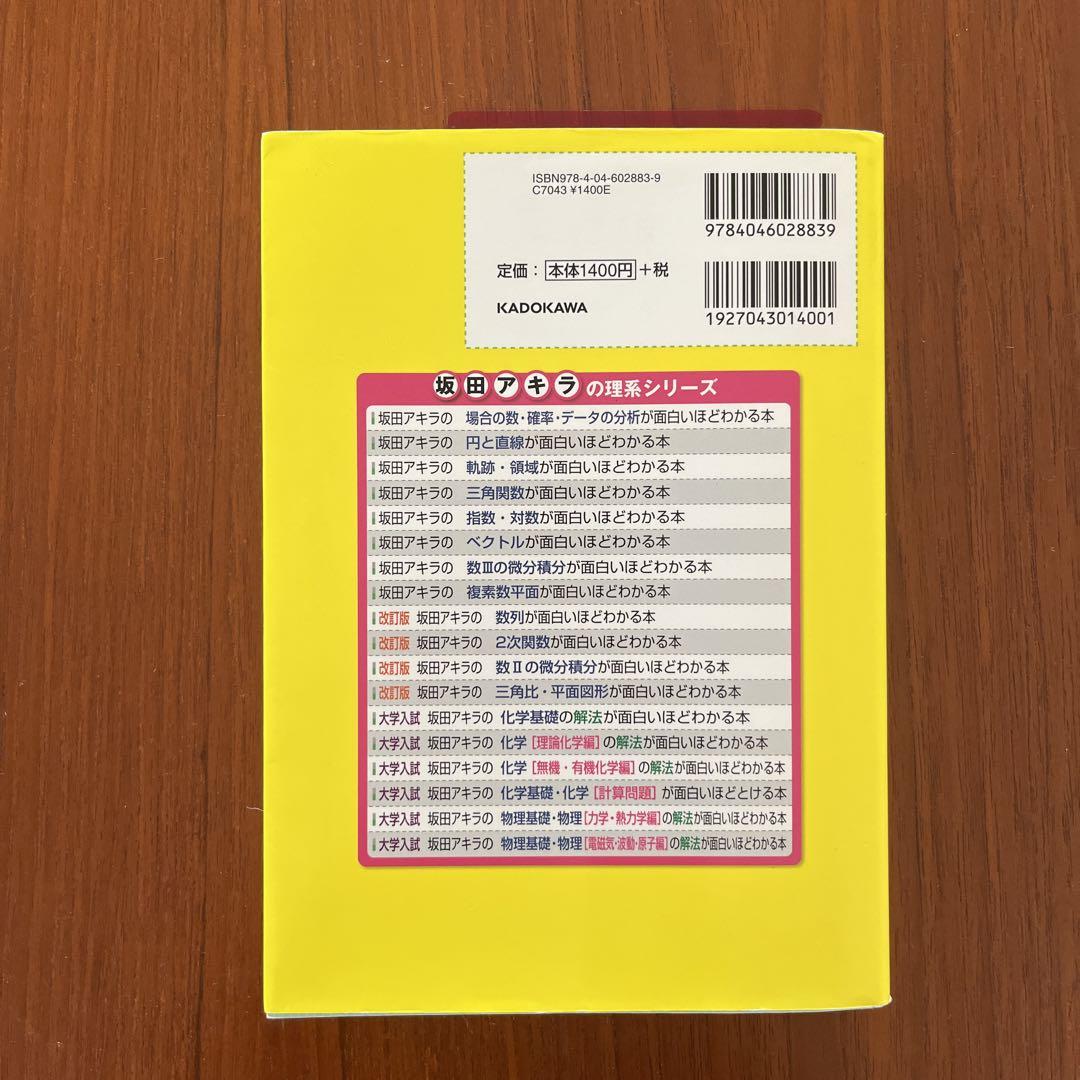 ISBN978-4-04-602883-9
C7043 ¥1400E
9784046028839
定価：本体1400円＋税
KADOKAWA
1927043014001
坂田アキラの理系シリーズ
坂田アキラの 場合の数・確率・データの分析が面白いほどわかる本
坂田アキラの 円と直線が面白いほどわかる本
坂田アキラの 軌跡・領域が面白いほどわかる本
坂田アキラの 三角関数が面白いほどわかる本
坂田アキラの 指数・対数が面白いほどわかる本
坂田アキラの ベクトルが面白いほどわかる本
坂田アキラの 数Ⅲの微分積分が面白いほどわかる本
坂田アキラの 複素数平面が面白いほどわかる本
改訂版 坂田アキラの 数列が面白いほどわかる本
改訂版 坂田アキラの 2次関数が面白いほどわかる本
改訂版 坂田アキラの 数Ⅱの微分積分が面白いほどわかる本
改訂版 坂田アキラの 三角比・平面図形が面白いほどわかる本
大学入試 坂田アキラの 化学基礎の解法が面白いほどわかる本
大学入試 坂田アキラの 化学［理論化学編］の解法が面白いほどわかる本
大学入試 坂田アキラの 化学［無機・有機化学編］の解法が面白いほどわかる本
大学入試 坂田アキラの 化学基礎・化学［計算問題］が面白いほどとける本
大学入試 坂田アキラの 物理基礎・物理［力学・熱力学編］の解法が面白いほどわかる本
大学入試 坂田アキラの 物理基礎・物理［電磁気・波動・原子編］の解法が面白いほどわかる本